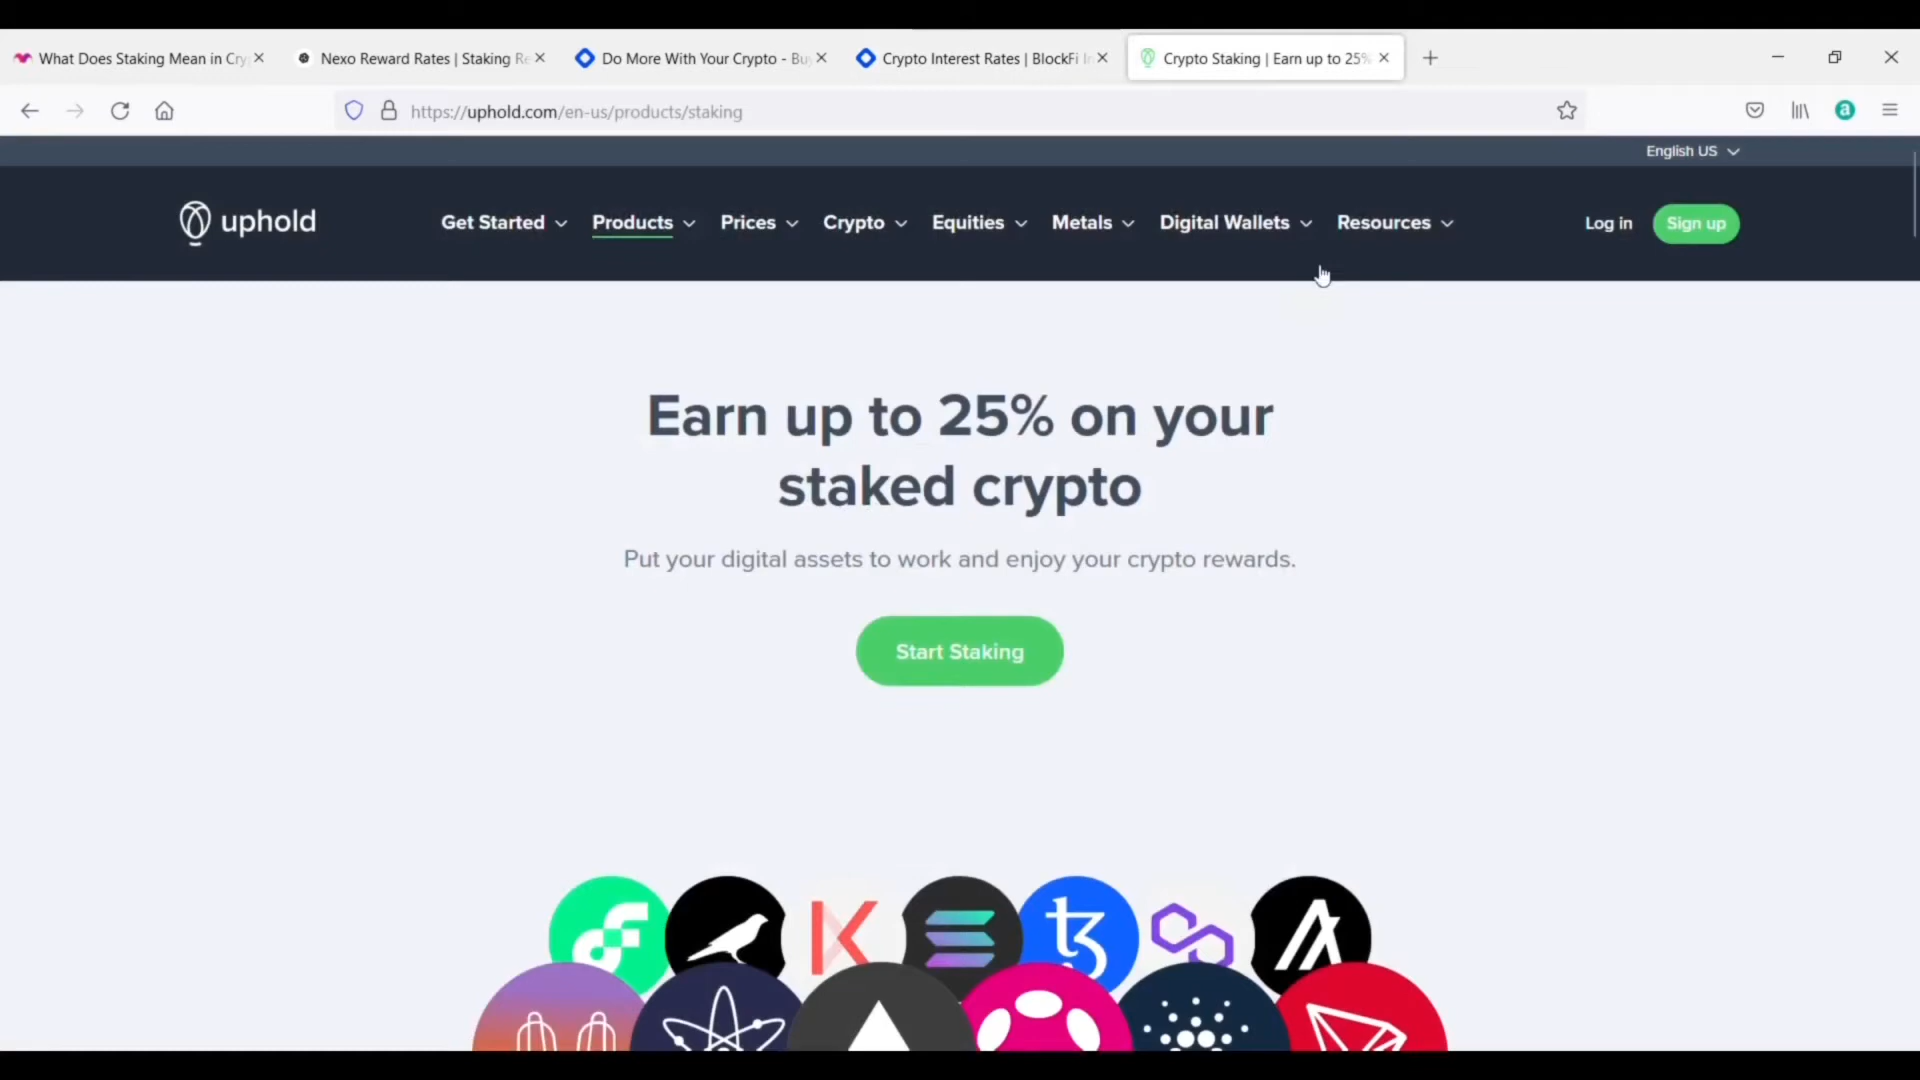 What Does Staking Mean in Cry
Nexo Reward Rates | Staking Re
Do More With Your Crypto - Bu
Crypto Interest Rates | BlockFi In
Crypto Staking | Earn up to 25%
https://uphold.com/en-us/products/staking
a
English US
uphold
Get Started
Products
Prices
Crypto
Equities
Metals
Digital Wallets
Resources
Log in
Sign up
Earn up to 25% on your
staked crypto
Put your digital assets to work and enjoy your crypto rewards.
Start Staking